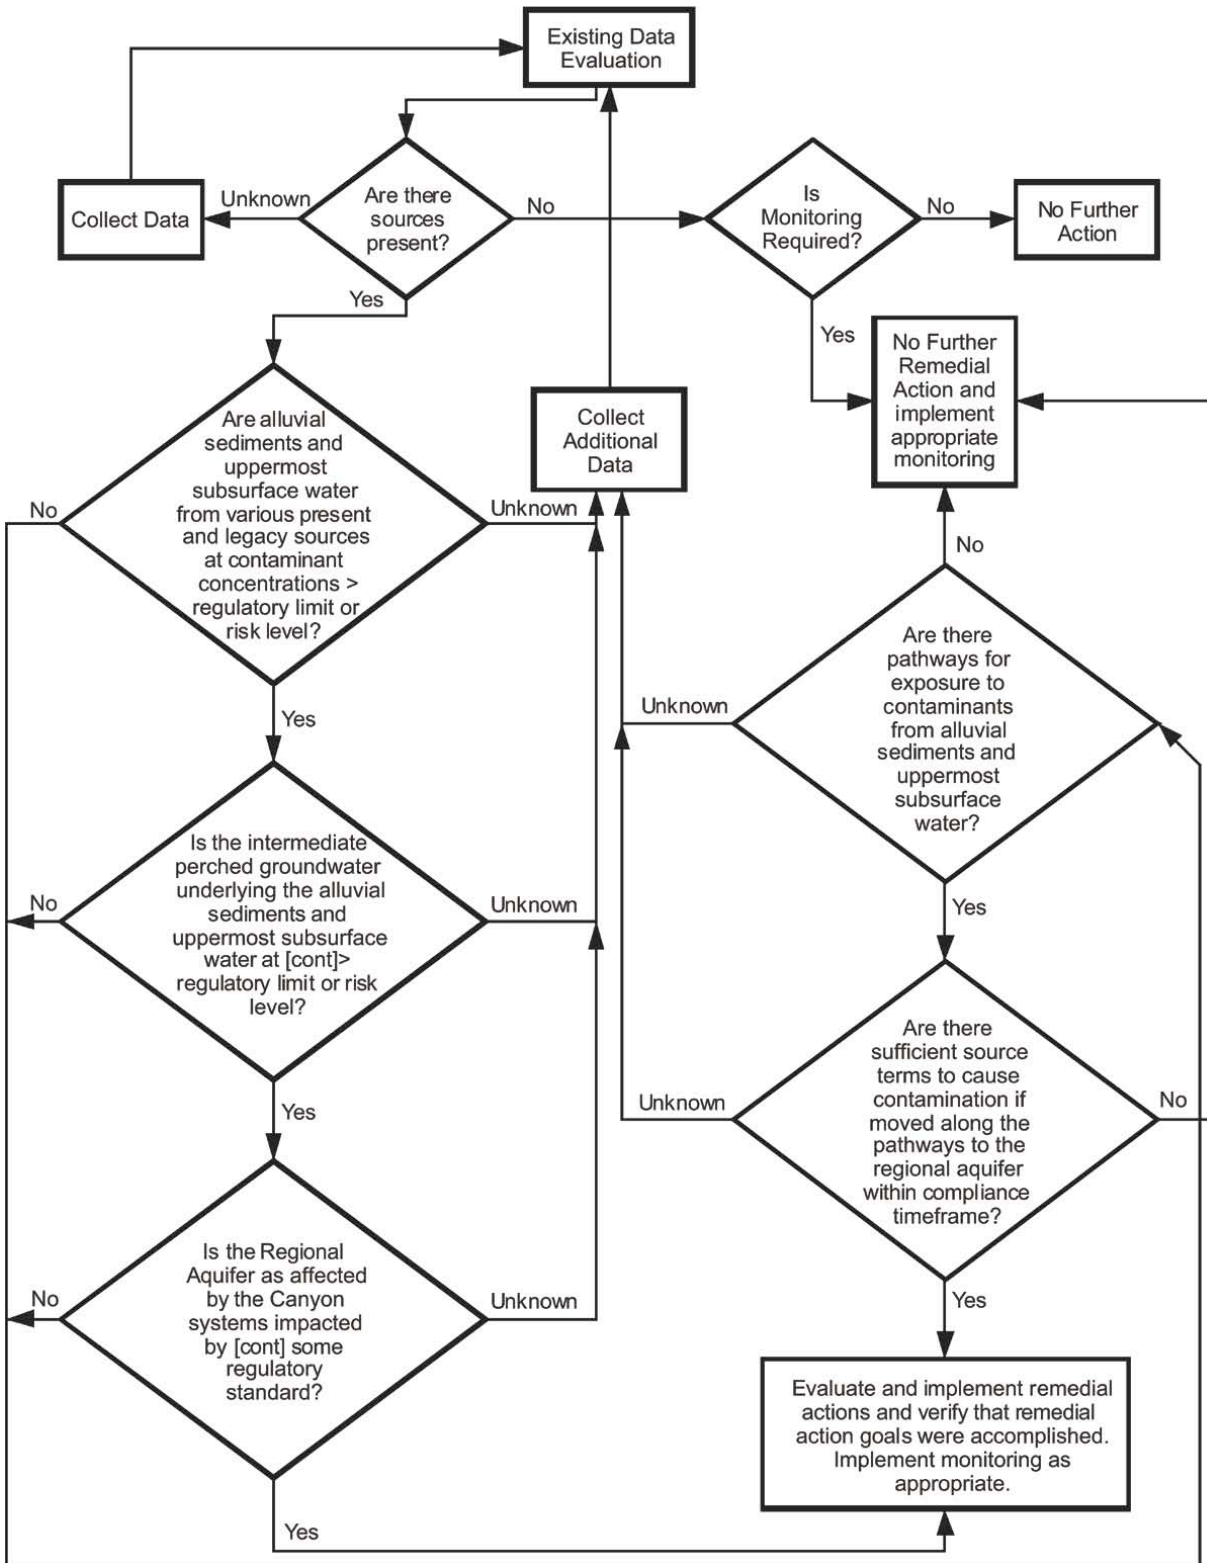 Existing Data
Evaluation
Collect Data
Unknown
Are there
sources
present?
No
Is
Monitoring
Required?
No
No Further
Action
Yes
Yes
No Further
Remedial
Action and
implement
appropriate
monitoring
Collect
Additional
Data
No
Are alluvial
sediments and
uppermost
subsurface water
from various present
and legacy sources
at contaminant
concentrations >
regulatory limit or
risk level?
Unknown
No
Are there
pathways for
exposure to
contaminants
from alluvial
sediments and
uppermost
subsurface
water?
Unknown
Yes
Yes
No
Is the intermediate
perched groundwater
underlying the alluvial
sediments and
uppermost subsurface
water at [cont]>
regulatory limit or risk
level?
Unknown
Yes
Unknown
Are there
sufficient source
terms to cause
contamination if
moved along the
pathways to the
regional aquifer
within compliance
timeframe?
No
No
Is the Regional
Aquifer as affected
by the Canyon
systems impacted
by [cont] some
regulatory
standard?
Unknown
Yes
Evaluate and implement remedial
actions and verify that remedial
action goals were accomplished.
Implement monitoring as
appropriate.
Yes